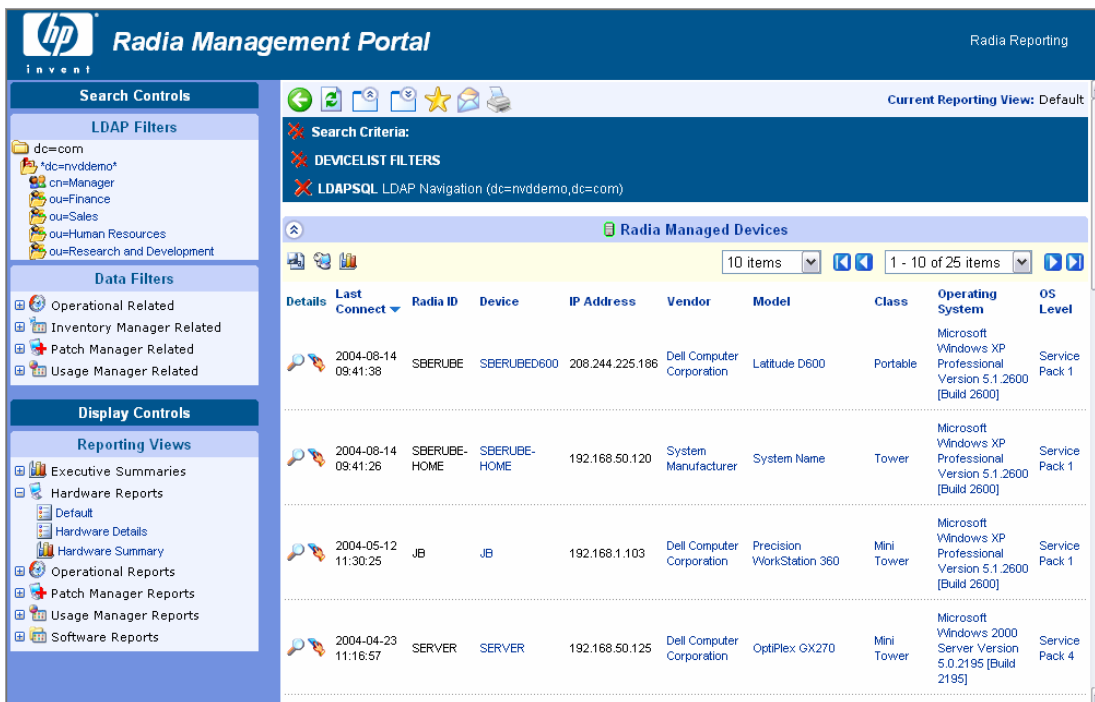 hp
invent
Radia Management Portal
Radia Reporting
Search Controls
LDAP Filters
dc=com
*dc=nvddemo*
cn=Manager
ou=Finance
ou=Sales
ou=Human Resources
ou=Research and Development
Data Filters
Operational Related
Inventory Manager Related
Patch Manager Related
Usage Manager Related
Display Controls
Reporting Views
Executive Summaries
Hardware Reports
Default
Hardware Details
Hardware Summary
Operational Reports
Patch Manager Reports
Usage Manager Reports
Software Reports
Current Reporting View: Default
Search Criteria:
DEVICELIST FILTERS
LDAPSQL LDAP Navigation (dc=nvddemo,dc=com)
Radia Managed Devices
10 items
1 - 10 of 25 items
Details Last Connect Radia ID Device IP Address Vendor Model Class Operating System OS Level
2004-08-14 09:41:38 SBERUBE SBERUBED600 208.244.225.186 Dell Computer Corporation Latitude D600 Portable Microsoft Windows XP Professional Version 5.1.2600 [Build 2600] Service Pack 1
2004-08-14 09:41:26 SBERUBE-HOME SBERUBE-HOME 192.168.50.120 System Manufacturer System Name Tower Microsoft Windows XP Professional Version 5.1.2600 [Build 2600] Service Pack 1
2004-05-12 11:30:25 JB JB 192.168.1.103 Dell Computer Corporation Precision WorkStation 360 Mini Tower Microsoft Windows XP Professional Version 5.1.2600 [Build 2600] Service Pack 1
2004-04-23 11:16:57 SERVER SERVER 192.168.50.125 Dell Computer Corporation OptiPlex GX270 Mini Tower Microsoft Windows 2000 Server Version 5.0.2195 [Build 2195] Service Pack 4